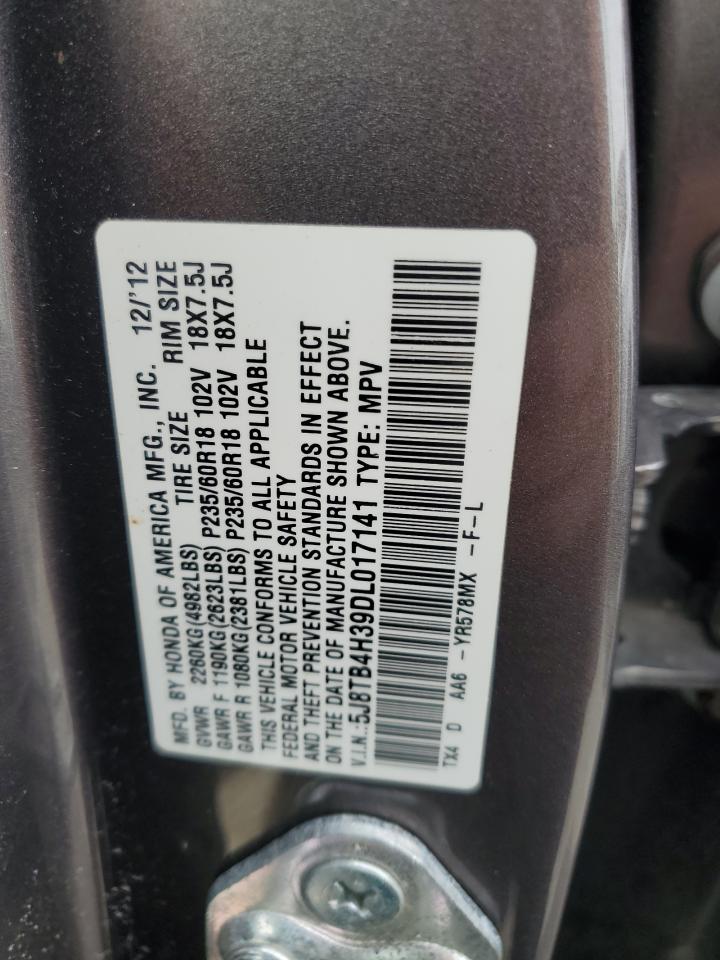 MFD. BY HONDA OF AMERICA MFG., INC. 12/'12
GVWR 2260KG(4982LBS) TIRE SIZE RIM SIZE
GAWR F 1190KG(2623LBS) P235/60R18 102V 18X7.5J
GAWR R 1080KG(2381LBS) P235/60R18 102V 18X7.5J
THIS VEHICLE CONFORMS TO ALL APPLICABLE
FEDERAL MOTOR VEHICLE SAFETY
AND THEFT PREVENTION STANDARDS IN EFFECT
ON THE DATE OF MANUFACTURE SHOWN ABOVE.
V.I.N.:5J8TB4H39DL017141 TYPE: MPV
TX4 D AA6 -YR578MX -F-L